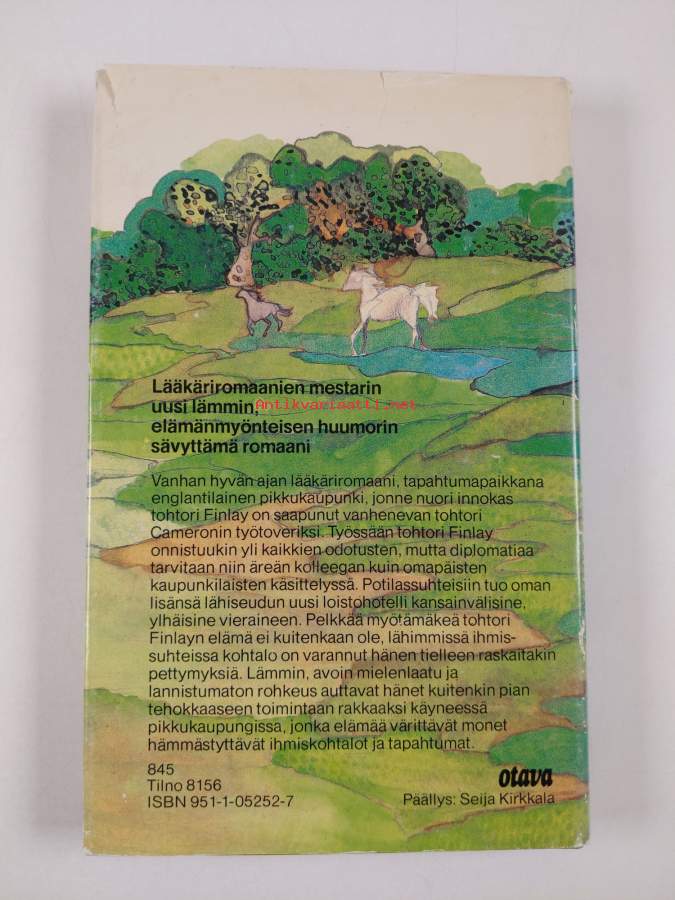 Lääkäriromaanien mestarin
uusi lämmin,
Antikvariaatti.net
elämänmyönteisen huumorin
sävyttämä romaani
Vanhan hyvän ajan lääkäriromaani, tapahtumapaikkana
englantilainen pikkukaupunki, jonne nuori innokas
tohtori Finlay on saapunut vanhenevan tohtori
Cameronin työtoveriksi. Työssään tohtori Finlay
onnistuukin yli kaikkien odotusten, mutta diplomatiaa
tarvitaan niin äreän kolleegan kuin omapäisten
kaupunkilaisten käsittelyssä. Potilassuhteisiin tuo oman
lisänsä lähiseudun uusi loistohotelli kansainvälisine,
ylhäisine vieraineen. Pelkkää myötämäkeä tohtori
Finlayn elämä ei kuitenkaan ole, lähimmissä ihmis-
suhteissa kohtalo on varannut hänen tielleen raskaitakin
pettymyksiä. Lämmin, avoin mielenlaatu ja
lannistumaton rohkeus auttavat hänet kuitenkin pian
tehokkaaseen toimintaan rakkaaksi käyneessä
pikkukaupungissa, jonka elämää värittävät monet
hämmästyttävät ihmiskohtalot ja tapahtumat.
845
Tilno 8156
otava
ISBN 951-1-05252-7
Päällys: Seija Kirkkala